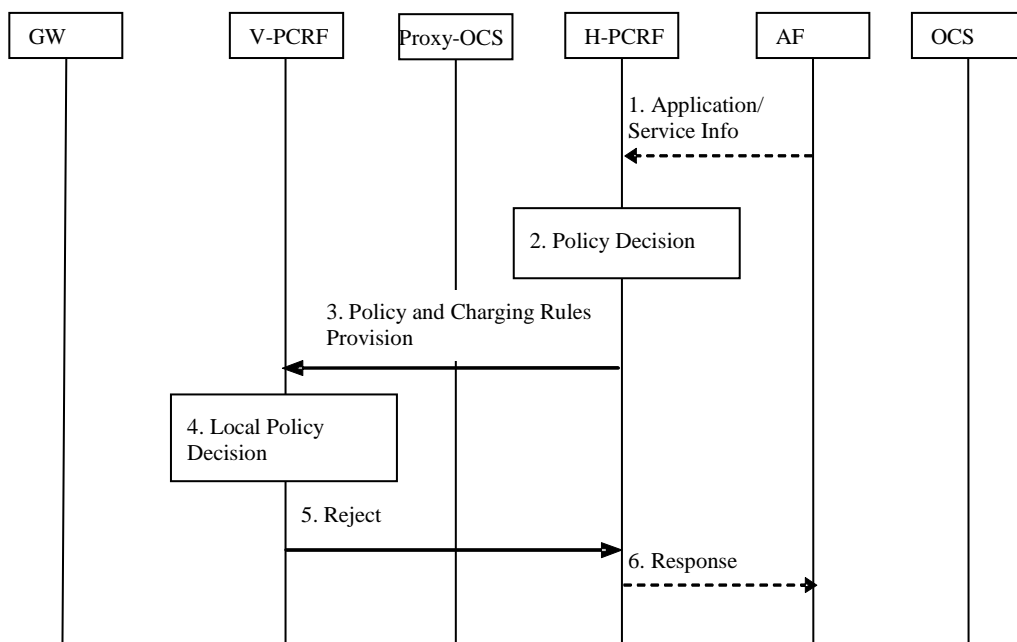 GW
V-PCRF
Proxy-OCS
H-PCRF
AF
OCS
1. Application/
Service Info
2. Policy Decision
3. Policy and Charging Rules
Provision
4. Local Policy
Decision
5. Reject
6. Response